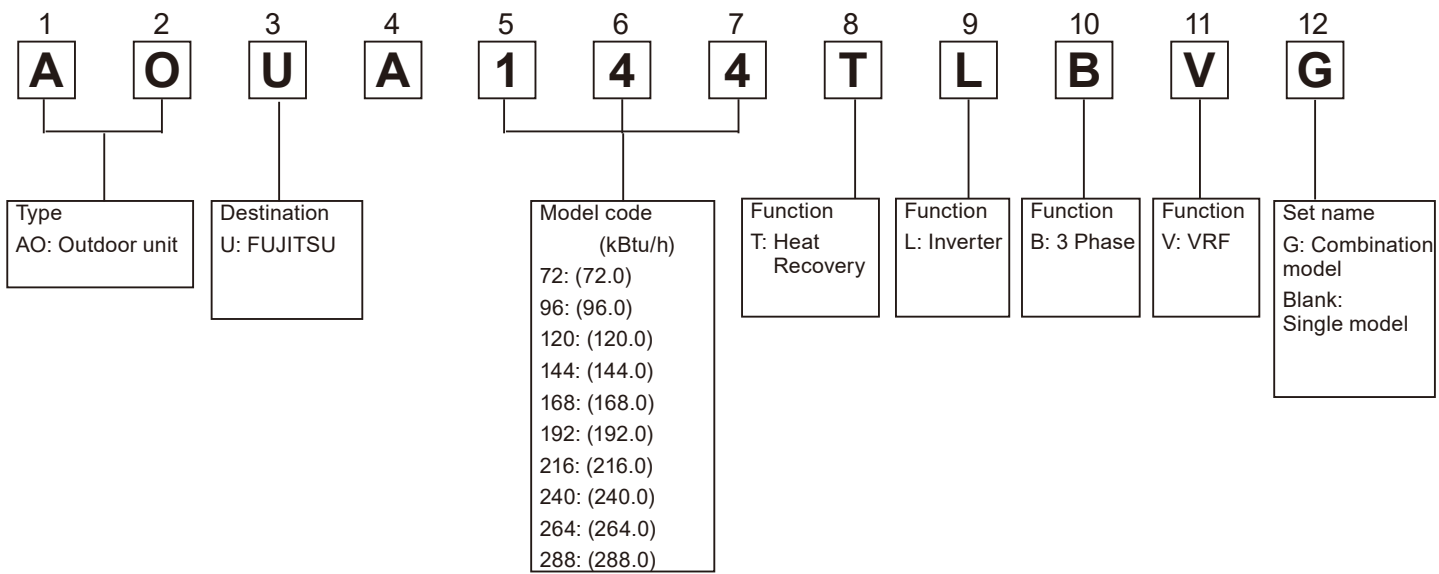 1 2 3 4 5 6 7 8 9 10 11 12
A O U A 1 4 4 T L B V G
Type
AO: Outdoor unit
Destination
U: FUJITSU
Model code
(kBtu/h)
72: (72.0)
96: (96.0)
120: (120.0)
144: (144.0)
168: (168.0)
192: (192.0)
216: (216.0)
240: (240.0)
264: (264.0)
288: (288.0)
Function
T: Heat
Recovery
Function
L: Inverter
Function
B: 3 Phase
Function
V: VRF
Set name
G: Combination
model
Blank:
Single model